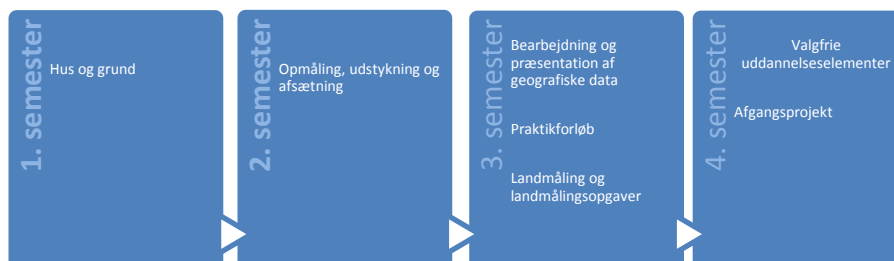 1. semester
Hus og grund
2. semester
Opmåling, udstykning og
afsætning
3. semester
Bearbejdning og
præsentation af
geografiske data
Praktikforløb
Landmåling og
landmålingsopgaver
4. semester
Valgfrie
uddannelseselementer
Afgangsprojekt